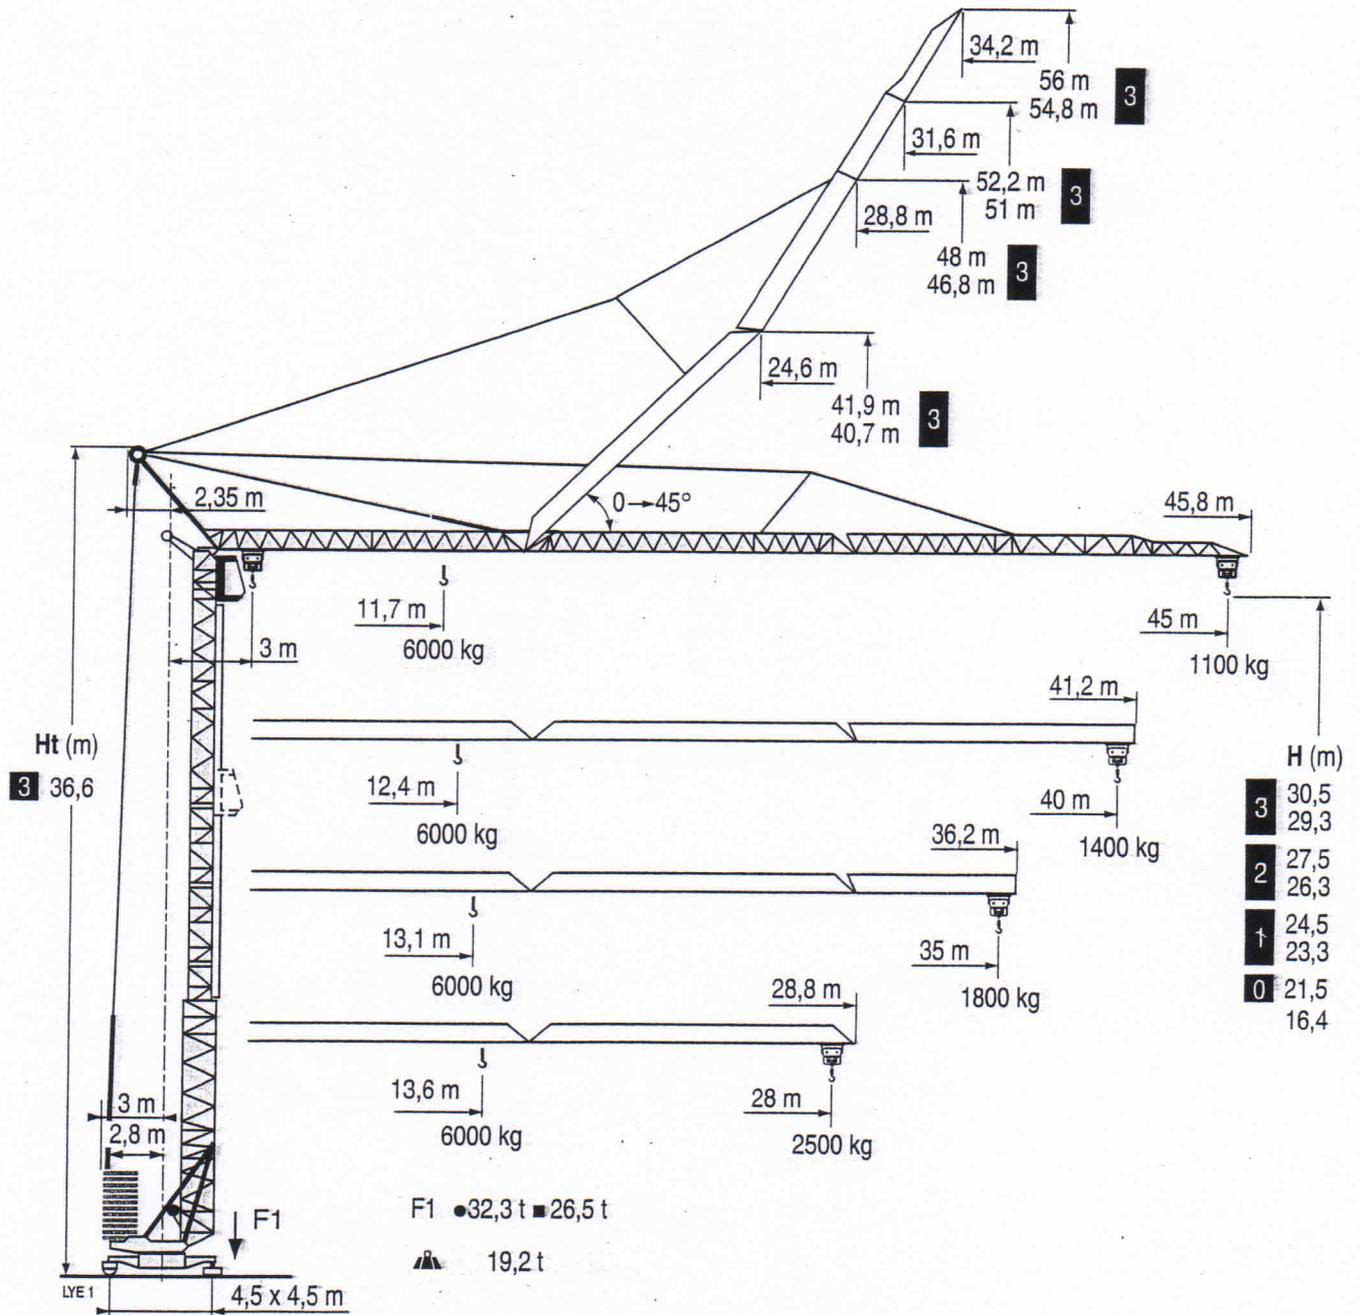 34,2 m
56 m
54,8 m
3
31,6 m
52,2 m
51 m
3
28,8 m
48 m
46,8 m
3
24,6 m
41,9 m
40,7 m
3
2,35 m
0→45°
45,8 m
11,7 m
6000 kg
3 m
45 m
1100 kg
41,2 m
Ht (m)
3 36,6
12,4 m
6000 kg
40 m
1400 kg
H (m)
3 30,5
29,3
2 27,5
26,3
1 24,5
23,3
0 21,5
16,4
36,2 m
13,1 m
6000 kg
35 m
1800 kg
28,8 m
13,6 m
6000 kg
28 m
2500 kg
3 m
2,8 m
F1
F1 ●32,3 t ■26,5 t
19,2 t
LYE 1
4,5 x 4,5 m